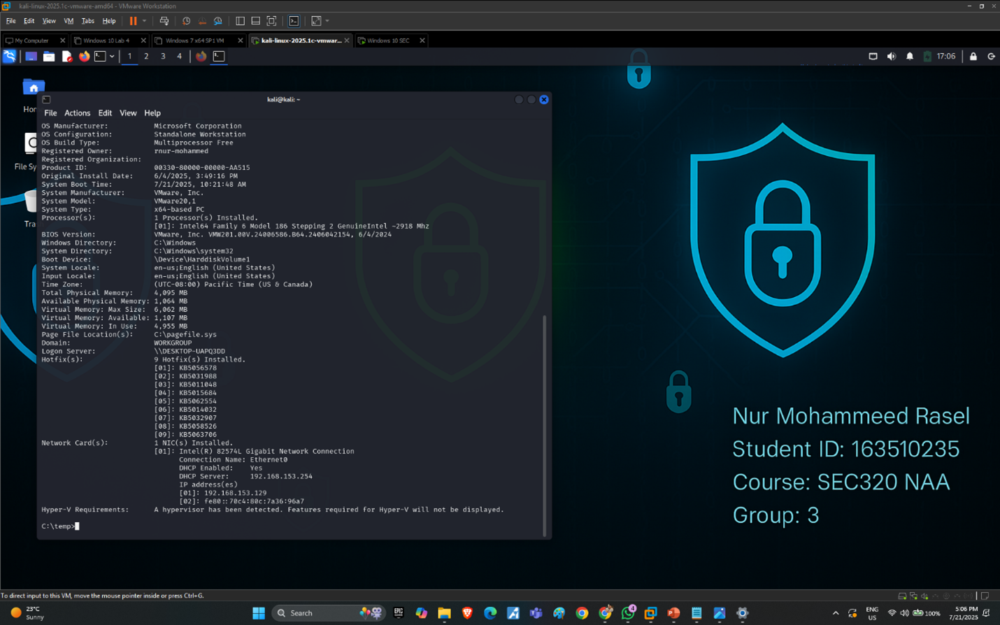 kali-linux-2025.1c-vmware-amd64 - VMware Workstation
File Edit View VM Tabs Help
My Computer Windows 10 Lab 4 Windows 7 x64 SP1 VM kali-linux-2025.1c-vmwar... Windows 10 SEC
1 2 3 4 17:06
kali@kali: ~
File Actions Edit View Help
OS Manufacturer: Microsoft Corporation
OS Configuration: Standalone Workstation
OS Build Type: Multiprocessor Free
Registered Owner: rnur-mohammed
Registered Organization:
Product ID: 00330-80000-00000-AA515
Original Install Date: 6/4/2025, 3:49:16 PM
System Boot Time: 7/21/2025, 10:21:48 AM
System Manufacturer: VMware, Inc.
System Model: VMware20,1
System Type: x64-based PC
Processor(s): 1 Processor(s) Installed.
[01]: Intel64 Family 6 Model 186 Stepping 2 GenuineIntel ~2918 Mhz
BIOS Version: VMware, Inc. VMW201.00V.24006586.B64.2406042154, 6/4/2024
Windows Directory: C:\Windows
System Directory: C:\Windows\system32
Boot Device: \Device\HarddiskVolume1
System Locale: en-us;English (United States)
Input Locale: en-us;English (United States)
Time Zone: (UTC-08:00) Pacific Time (US & Canada)
Total Physical Memory: 4,095 MB
Available Physical Memory: 1,064 MB
Virtual Memory: Max Size: 6,062 MB
Virtual Memory: Available: 1,107 MB
Virtual Memory: In Use: 4,955 MB
Page File Location(s): C:\pagefile.sys
Domain: WORKGROUP
Logon Server: \\DESKTOP-UAPQ3DD
Hotfix(s): 9 Hotfix(s) Installed.
[01]: KB5056578
[02]: KB5031988
[03]: KB5011048
[04]: KB5015684
[05]: KB5062554
[06]: KB5014032
[07]: KB5032907
[08]: KB5058526
[09]: KB5063706
Network Card(s): 1 NIC(s) Installed.
[01]: Intel(R) 82574L Gigabit Network Connection
Connection Name: Ethernet0
DHCP Enabled: Yes
DHCP Server: 192.168.153.254
IP address(es)
[01]: 192.168.153.129
[02]: fe80::70c4:80c:7a36:96a7
Hyper-V Requirements: A hypervisor has been detected. Features required for Hyper-V will not be displayed.
C:\temp>
Hom
File Sy
Tra
Nur Mohammeed Rasel
Student ID: 163510235
Course: SEC320 NAA
Group: 3
To direct input to this VM, move the mouse pointer inside or press Ctrl+G.
23°C
Sunny
Search
EPIC
4
ENG
US
100%
5:06 PM
7/21/2025